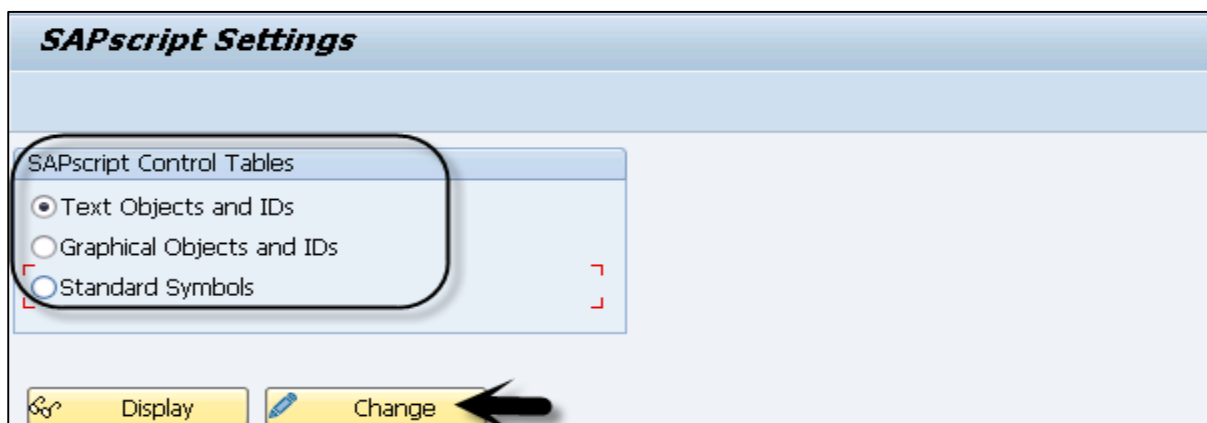 SAPscript Settings
SAPscript Control Tables
Text Objects and IDs
Graphical Objects and IDs
Standard Symbols
Display Change